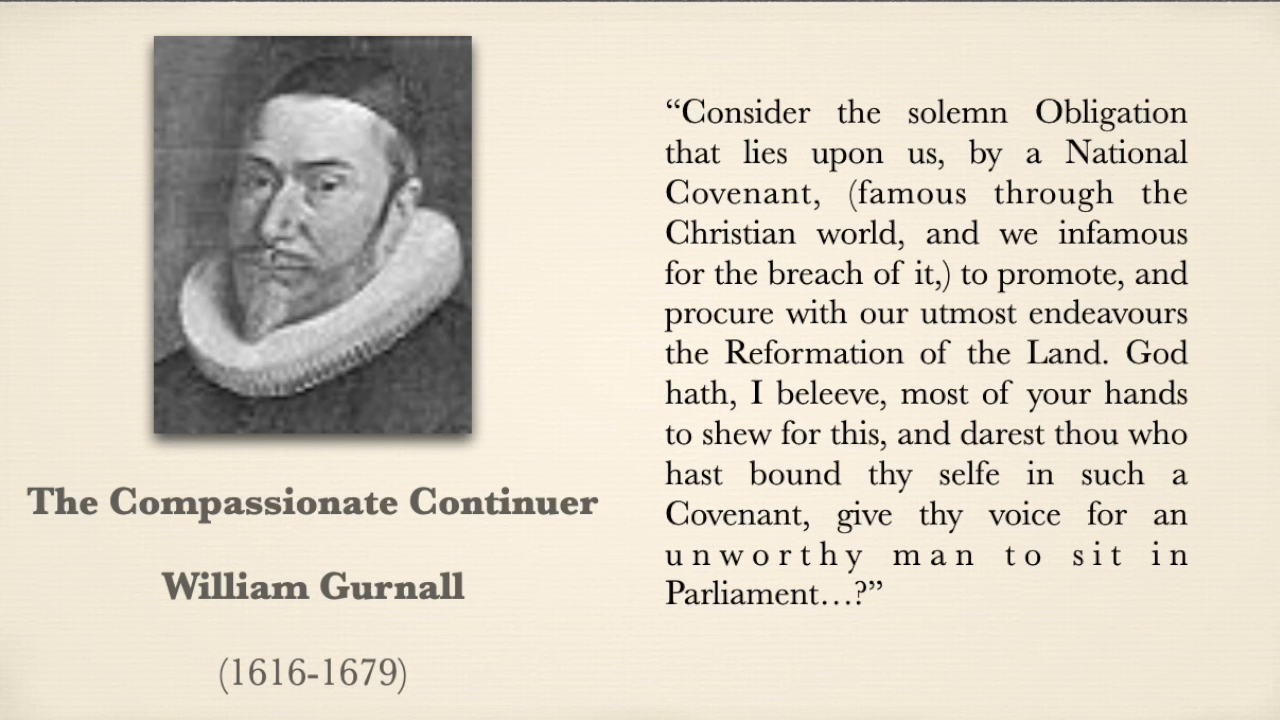 The Compassionate Continuer
William Gurnall
(1616-1679)
“Consider the solemn Obligation
that lies upon us, by a National
Covenant, (famous through the
Christian world, and we infamous
for the breach of it,) to promote, and
procure with our utmost endeavours
the Reformation of the Land. God
hath, I beleeve, most of your hands
to shew for this, and darest thou who
hast bound thy selfe in such a
Covenant, give thy voice for an
unworthy man to sit in
Parliament…?”